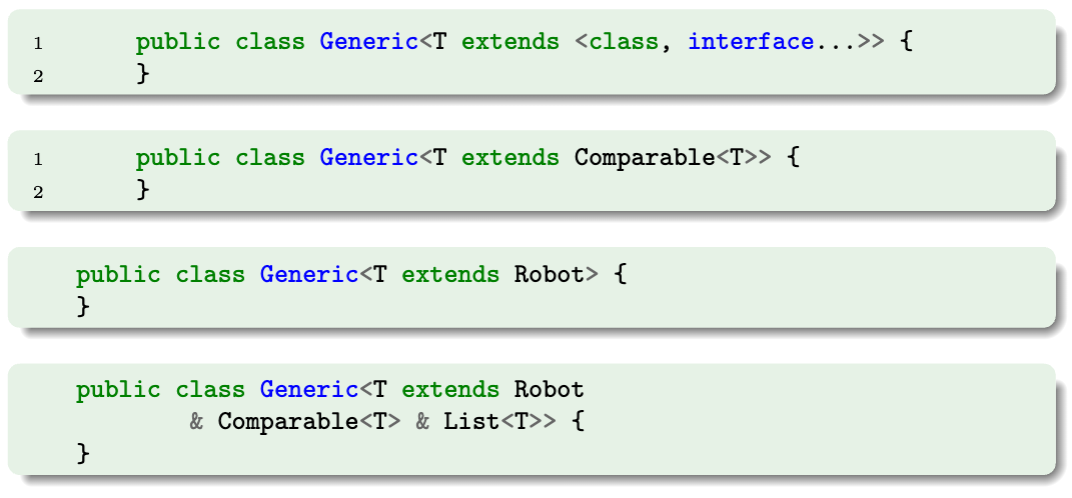 1 public class Generic<T extends <class, interface...>> {
2 }
1 public class Generic<T extends Comparable<T>> {
2 }
public class Generic<T extends Robot> {
}
public class Generic<T extends Robot
& Comparable<T> & List<T>> {
}